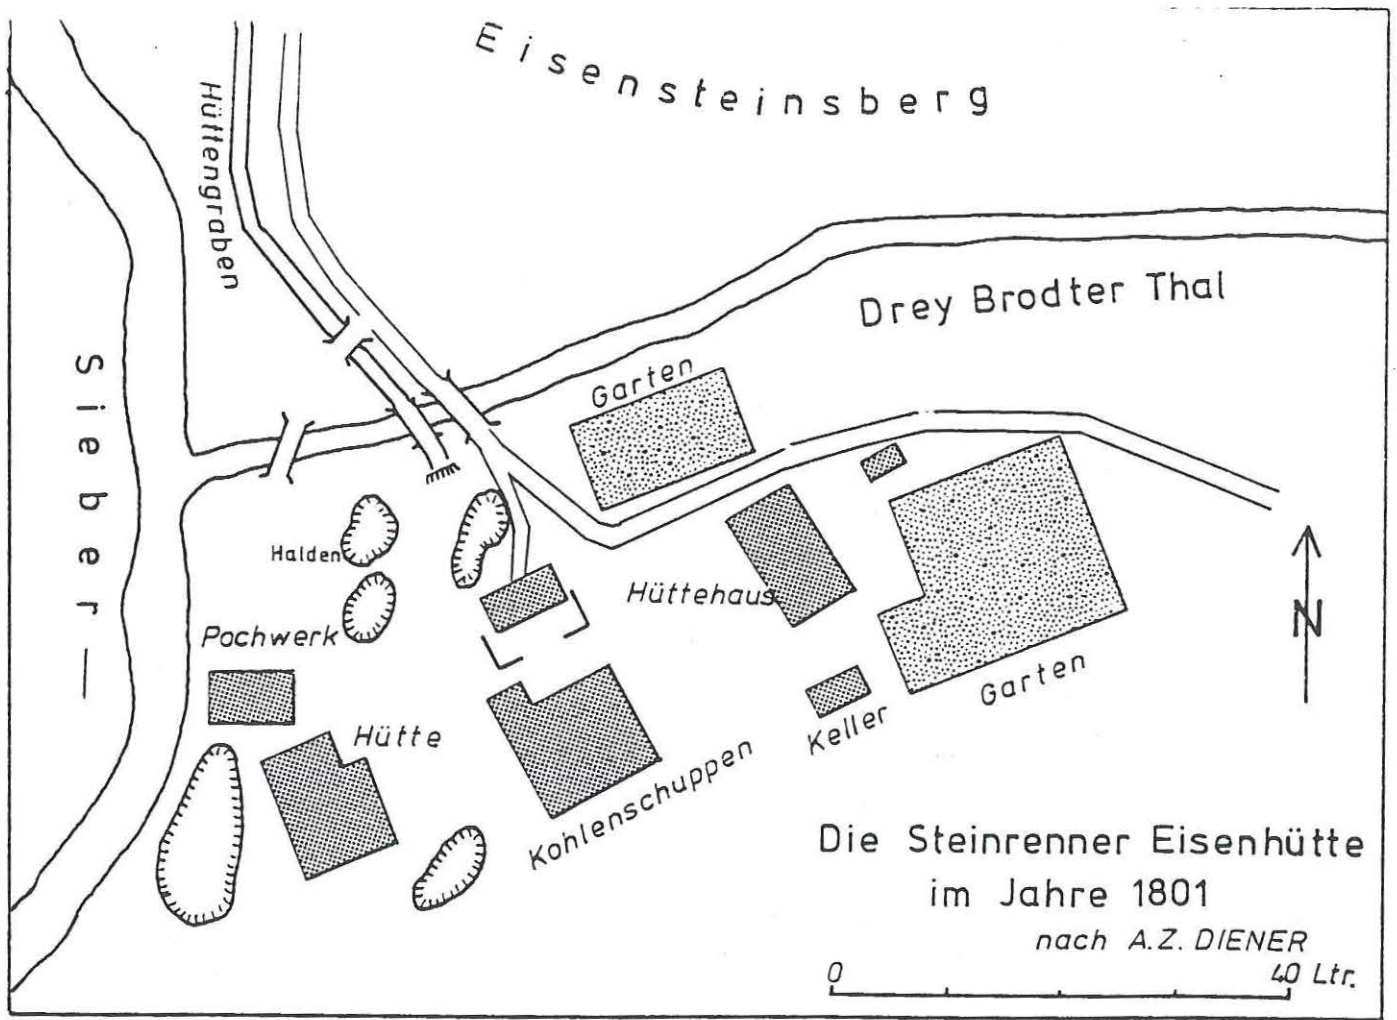 Eisensteinsberg
Hüttengraben
Drey Brodter Thal
Sieber
Garten
Halden
Hüttehaus
Pochwerk
Garten
Keller
Hütte
Kohlenschuppen
Die Steinrenner Eisenhütte
im Jahre 1801
nach A.Z. DIENER
0 40 Ltr.
N